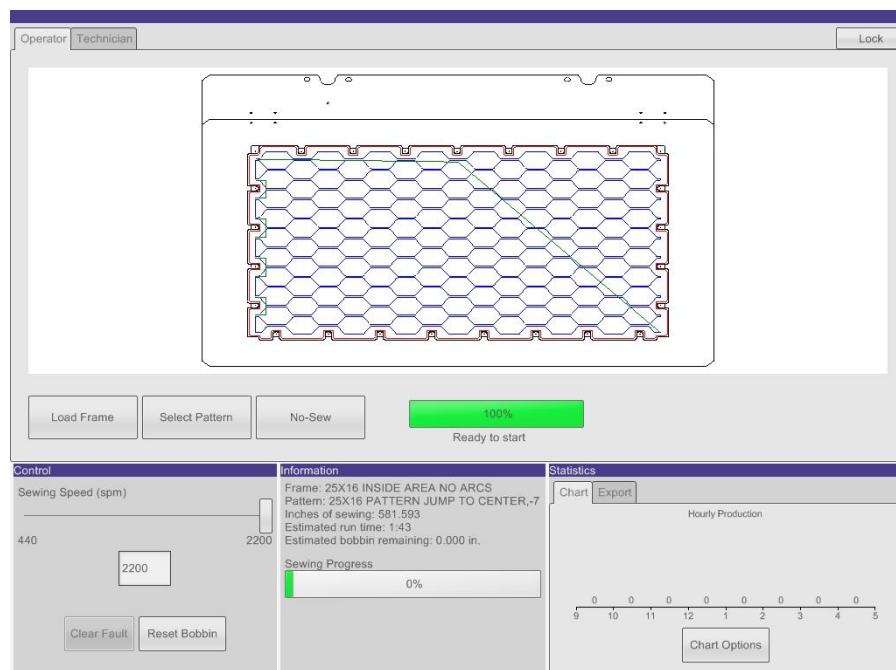 Operator Technician Lock
Load Frame Select Pattern No-Sew
100%
Ready to start
Control
Sewing Speed (spm)
440 2200
2200
Clear Fault Reset Bobbin
Information
Frame: 25X16 INSIDE AREA NO ARCS
Pattern: 25X16 PATTERN JUMP TO CENTER,-7
Inches of sewing: 581.593
Estimated run time: 1:43
Estimated bobbin remaining: 0.000 in.
Sewing Progress
0%
Statistics
Chart Export
Hourly Production
0 0 0 0 0 0 0 0
9 10 11 12 1 2 3 4 5
Chart Options